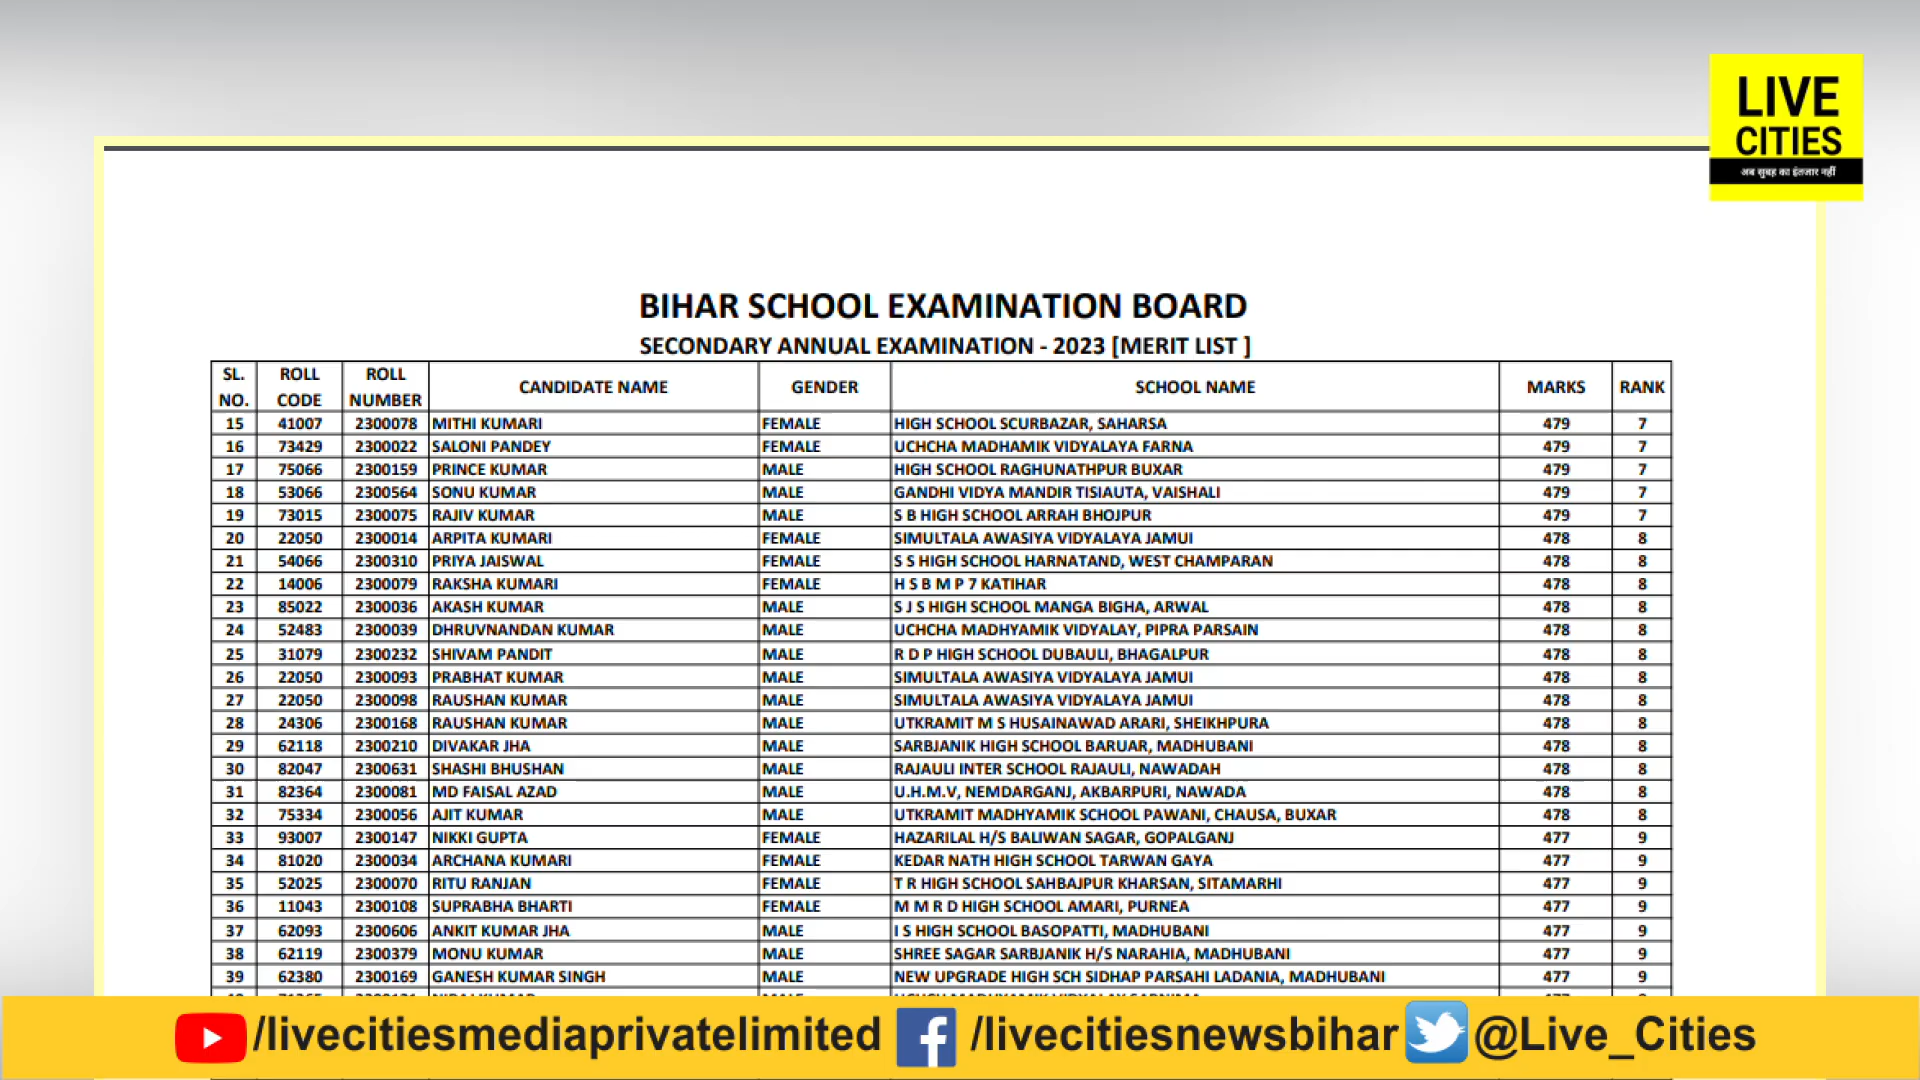 LIVE
CITIES
अब सुबह का इंतजार नहीं
BIHAR SCHOOL EXAMINATION BOARD
SECONDARY ANNUAL EXAMINATION - 2023 [MERIT LIST ]
SL. NO. ROLL CODE ROLL NUMBER CANDIDATE NAME GENDER SCHOOL NAME MARKS RANK
15 41007 2300078 MITHI KUMARI FEMALE HIGH SCHOOL SCURBAZAR, SAHARSA 479 7
16 73429 2300022 SALONI PANDEY FEMALE UCHCHA MADHAMIK VIDYALAYA FARNA 479 7
17 75066 2300159 PRINCE KUMAR MALE HIGH SCHOOL RAGHUNATHPUR BUXAR 479 7
18 53066 2300564 SONU KUMAR MALE GANDHI VIDYA MANDIR TISIAUTA, VAISHALI 479 7
19 73015 2300075 RAJIV KUMAR MALE S B HIGH SCHOOL ARRAH BHOJPUR 479 7
20 22050 2300014 ARPITA KUMARI FEMALE SIMULTALA AWASIYA VIDYALAYA JAMUI 478 8
21 54066 2300310 PRIYA JAISWAL FEMALE S S HIGH SCHOOL HARNATAND, WEST CHAMPARAN 478 8
22 14006 2300079 RAKSHA KUMARI FEMALE H S B M P 7 KATIHAR 478 8
23 85022 2300036 AKASH KUMAR MALE S J S HIGH SCHOOL MANGA BIGHA, ARWAL 478 8
24 52483 2300039 DHRUVNANDAN KUMAR MALE UCHCHA MADHYAMIK VIDYALAY, PIPRA PARSAIN 478 8
25 31079 2300232 SHIVAM PANDIT MALE R D P HIGH SCHOOL DUBAULI, BHAGALPUR 478 8
26 22050 2300093 PRABHAT KUMAR MALE SIMULTALA AWASIYA VIDYALAYA JAMUI 478 8
27 22050 2300098 RAUSHAN KUMAR MALE SIMULTALA AWASIYA VIDYALAYA JAMUI 478 8
28 24306 2300168 RAUSHAN KUMAR MALE UTKRAMIT M S HUSAINAWAD ARARI, SHEIKHPURA 478 8
29 62118 2300210 DIVAKAR JHA MALE SARBJANIK HIGH SCHOOL BARUAR, MADHUBANI 478 8
30 82047 2300631 SHASHI BHUSHAN MALE RAJAULI INTER SCHOOL RAJAULI, NAWADAH 478 8
31 82364 2300081 MD FAISAL AZAD MALE U.H.M.V, NEMDARGANJ, AKBARPURI, NAWADA 478 8
32 75334 2300056 AJIT KUMAR MALE UTKRAMIT MADHYAMIK SCHOOL PAWANI, CHAUSA, BUXAR 478 8
33 93007 2300147 NIKKI GUPTA FEMALE HAZARILAL H/S BALIWAN SAGAR, GOPALGANJ 477 9
34 81020 2300034 ARCHANA KUMARI FEMALE KEDAR NATH HIGH SCHOOL TARWAN GAYA 477 9
35 52025 2300070 RITU RANJAN FEMALE T R HIGH SCHOOL SAHBAJPUR KHARSAN, SITAMARHI 477 9
36 11043 2300108 SUPRABHA BHARTI FEMALE M M R D HIGH SCHOOL AMARI, PURNEA 477 9
37 62093 2300606 ANKIT KUMAR JHA MALE I S HIGH SCHOOL BASOPATTI, MADHUBANI 477 9
38 62119 2300379 MONU KUMAR MALE SHREE SAGAR SARBJANIK H/S NARAHIA, MADHUBANI 477 9
39 62380 2300169 GANESH KUMAR SINGH MALE NEW UPGRADE HIGH SCH SIDHAP PARSAHI LADANIA, MADHUBANI 477 9
/livecitiesmediaprivatelimited /livecitiesnewsbihar @Live_Cities